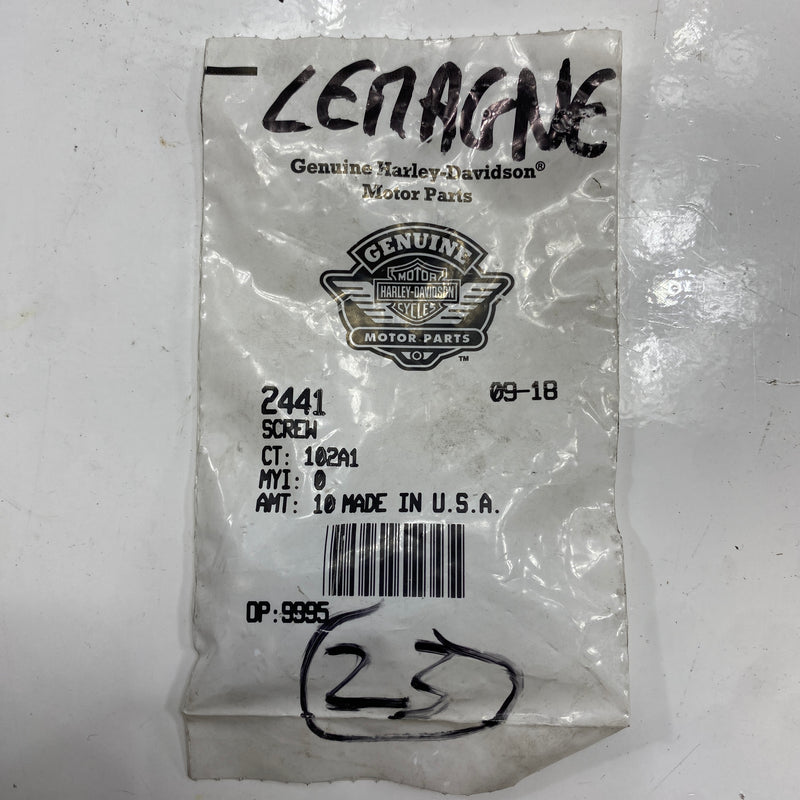 LEMAGNE
Genuine Harley-Davidson®
Motor Parts
GENUINE
MOTOR
HARLEY-DAVIDSON
CYCLES
MOTOR PARTS
TM
2441 09-18
SCREW
CT: 102A1
MYI: 0
AMT: 10 MADE IN U.S.A.
OP:9995
23